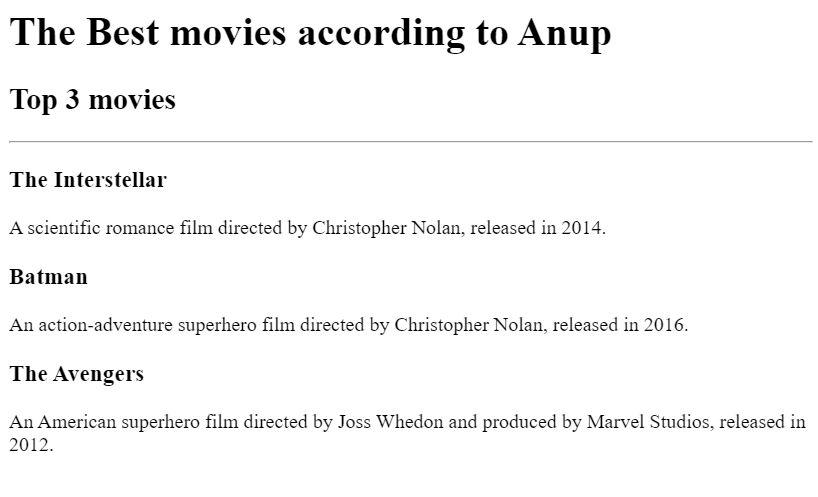 The Best movies according to Anup
Top 3 movies
The Interstellar
A scientific romance film directed by Christopher Nolan, released in 2014.
Batman
An action-adventure superhero film directed by Christopher Nolan, released in 2016.
The Avengers
An American superhero film directed by Joss Whedon and produced by Marvel Studios, released in
2012.